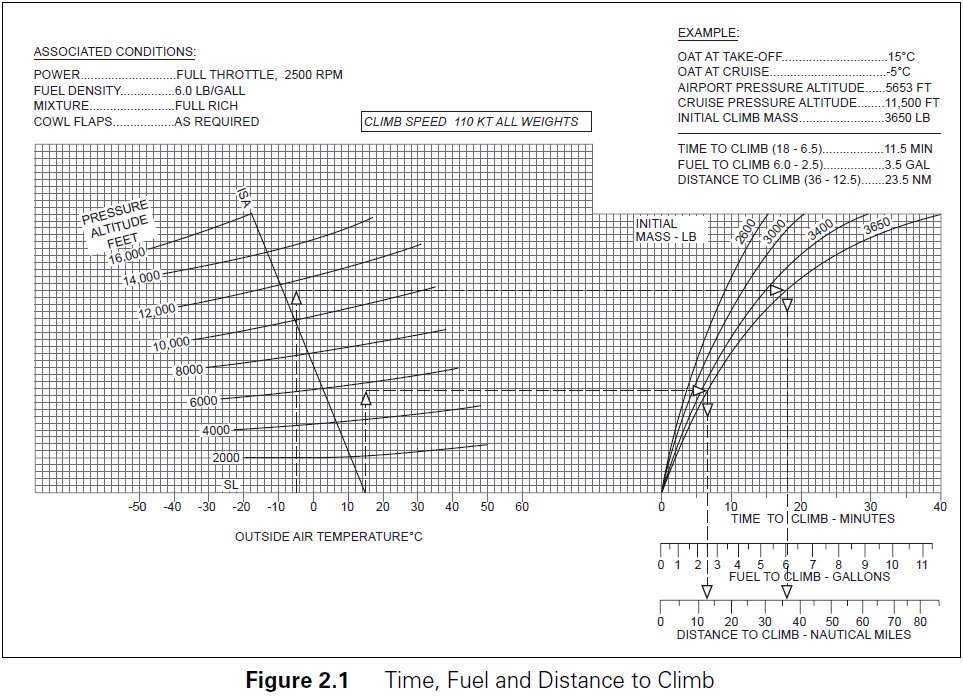 ASSOCIATED CONDITIONS:
POWER............................FULL THROTTLE, 2500 RPM
FUEL DENSITY................6.0 LB/GALL
MIXTURE.........................FULL RICH
COWL FLAPS..................AS REQUIRED
CLIMB SPEED 110 KT ALL WEIGHTS
EXAMPLE:
OAT AT TAKE-OFF...............................15°C
OAT AT CRUISE..................................-5°C
AIRPORT PRESSURE ALTITUDE......5653 FT
CRUISE PRESSURE ALTITUDE........11,500 FT
INITIAL CLIMB MASS.........................3650 LB
TIME TO CLIMB (18 - 6.5)..................11.5 MIN
FUEL TO CLIMB 6.0 - 2.5)..................3.5 GAL
DISTANCE TO CLIMB (36 - 12.5).......23.5 NM
ISA
PRESSURE
ALTITUDE
FEET
16,000
14,000
12,000
10,000
8000
6000
4000
2000
SL
INITIAL
MASS - LB
2600
3000
3400
3650
-50 -40 -30 -20 -10 0 10 20 30 40 50 60
OUTSIDE AIR TEMPERATURE°C
0 10 20 30 40
TIME TO CLIMB - MINUTES
0 1 2 3 4 5 6 7 8 9 10 11
FUEL TO CLIMB - GALLONS
0 10 20 30 40 50 60 70 80
DISTANCE TO CLIMB - NAUTICAL MILES
Figure 2.1 Time, Fuel and Distance to Climb